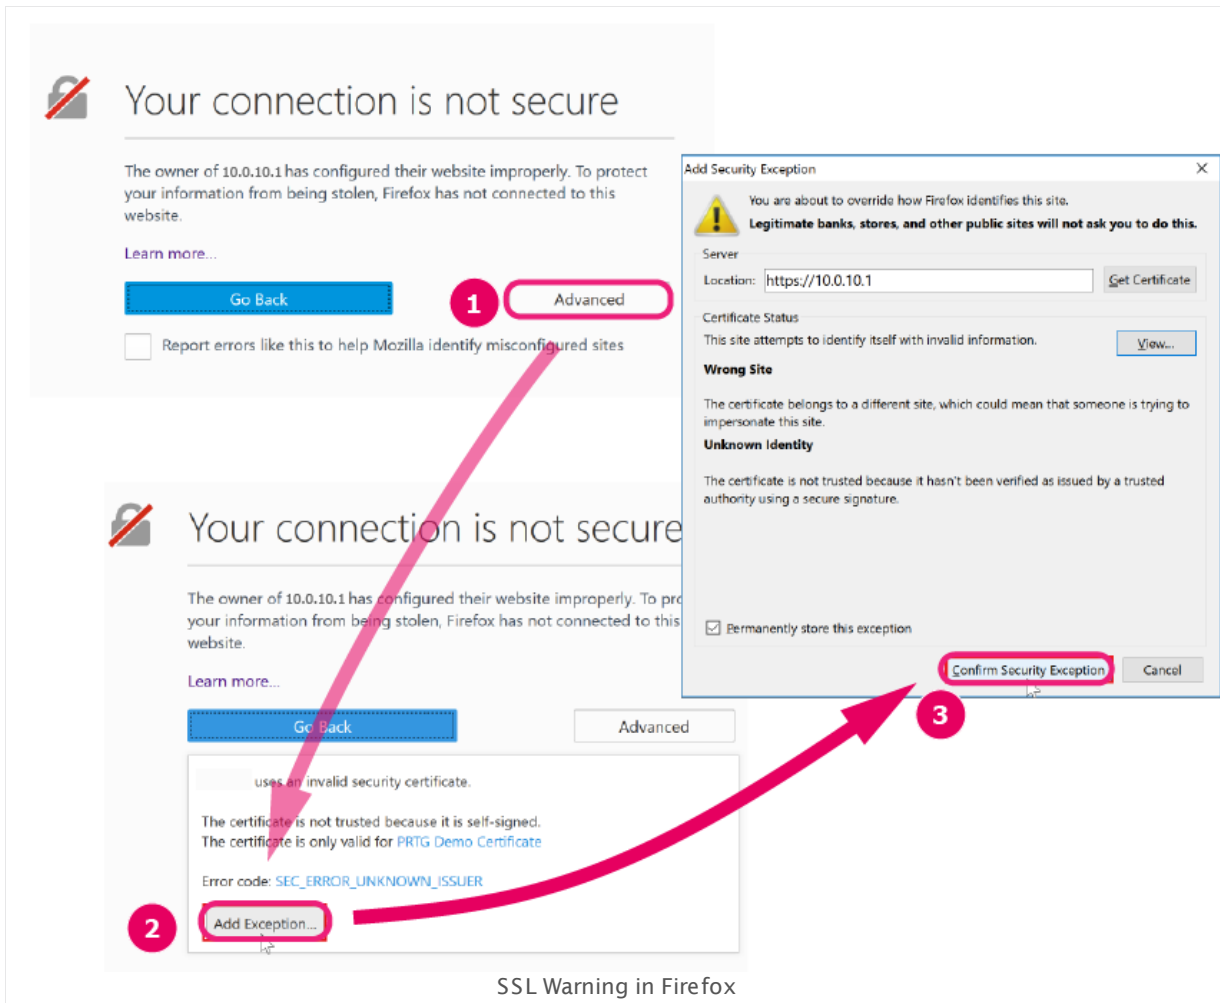 Your connection is not secure
The owner of 10.0.10.1 has configured their website improperly. To protect
your information from being stolen, Firefox has not connected to this
website.
Learn more...
Go Back
1
Advanced
Report errors like this to help Mozilla identify misconfigured sites
Add Security Exception
You are about to override how Firefox identifies this site.
Legitimate banks, stores, and other public sites will not ask you to do this.
Server
Location:
https://10.0.10.1
Get Certificate
Certificate Status
This site attempts to identify itself with invalid information.
View...
Wrong Site
The certificate belongs to a different site, which could mean that someone is trying to
impersonate this site.
Unknown Identity
The certificate is not trusted because it hasn't been verified as issued by a trusted
authority using a secure signature.
Permanently store this exception
Confirm Security Exception
Cancel
3
Your connection is not secure
The owner of 10.0.10.1 has configured their website improperly. To pro
your information from being stolen, Firefox has not connected to this
website.
Learn more...
Go Back
Advanced
uses an invalid security certificate.
The certificate is not trusted because it is self-signed.
The certificate is only valid for PRTG Demo Certificate
Error code: SEC_ERROR_UNKNOWN_ISSUER
2
Add Exception...
SSL Warning in Firefox